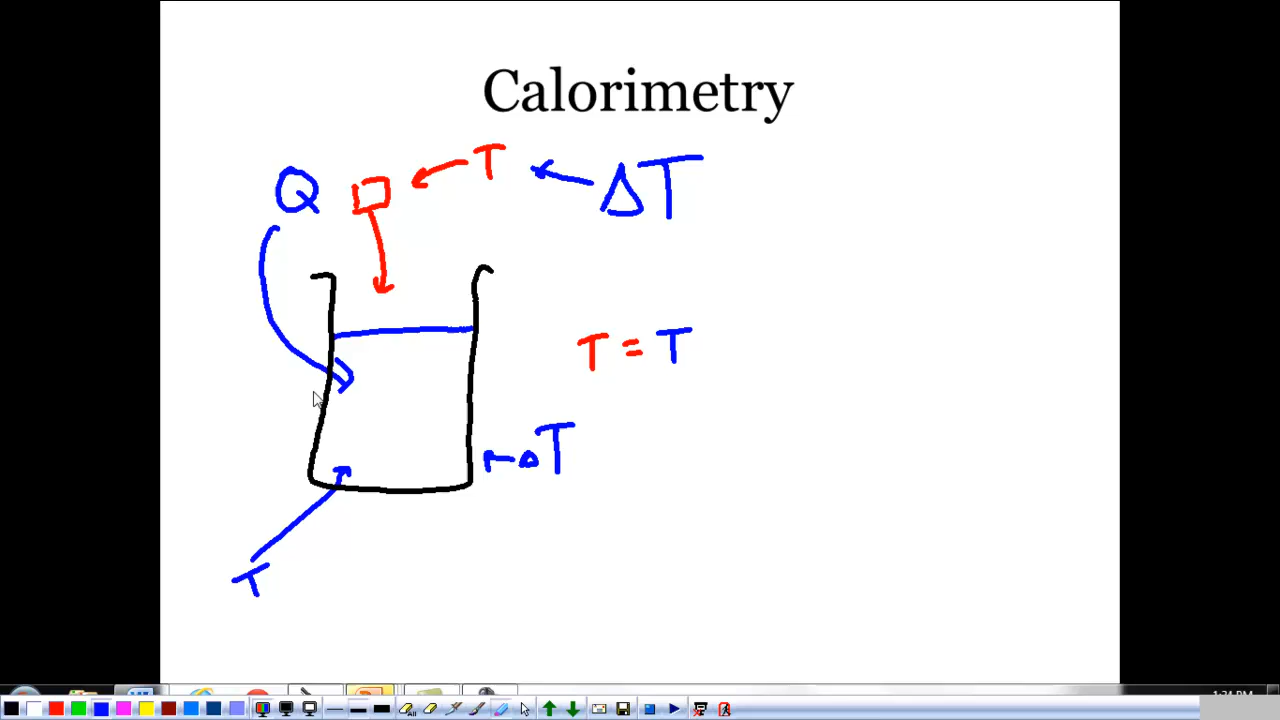 Calorimetry
Q T ΔT
T = T
ΔT
T